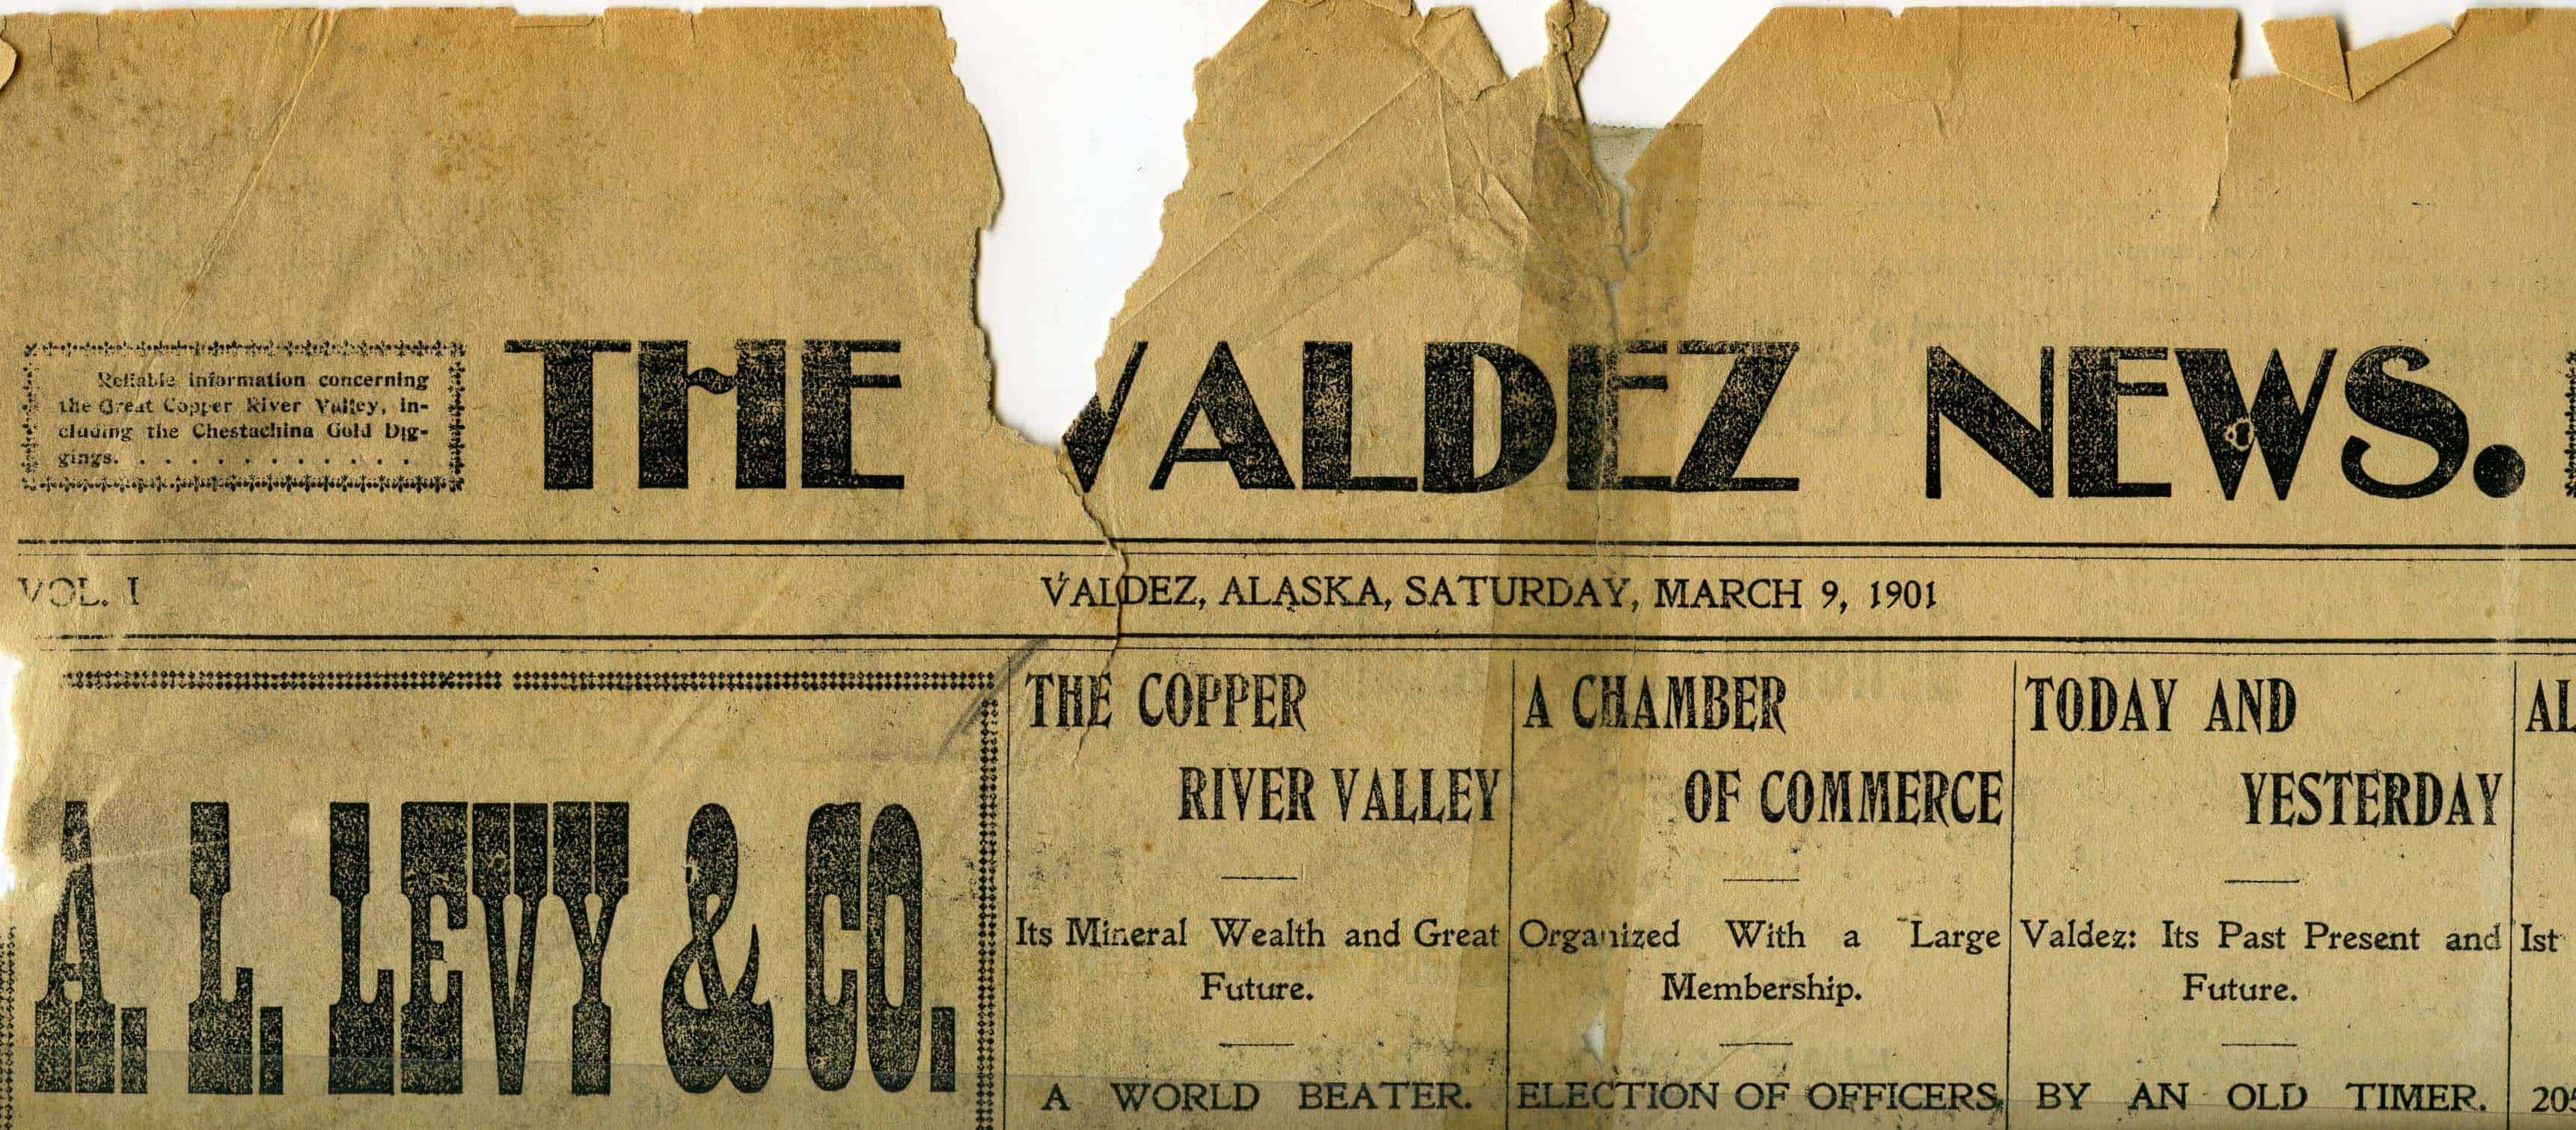 Reliable information concerning
the Great Copper River Valley, in-
cluding the Chestachina Gold Dig-
gings. . . . . . . . . . . .
THE VALDEZ NEWS.
VOL. I
VALDEZ, ALASKA, SATURDAY, MARCH 9, 1901
A. L. LEVY & CO.
THE COPPER
RIVER VALLEY
Its Mineral Wealth and Great
Future.
A WORLD BEATER.
A CHAMBER
OF COMMERCE
Organized With a Large
Membership.
ELECTION OF OFFICERS.
TODAY AND
YESTERDAY
Valdez: Its Past Present and
Future.
BY AN OLD TIMER.
AL
Ist
205